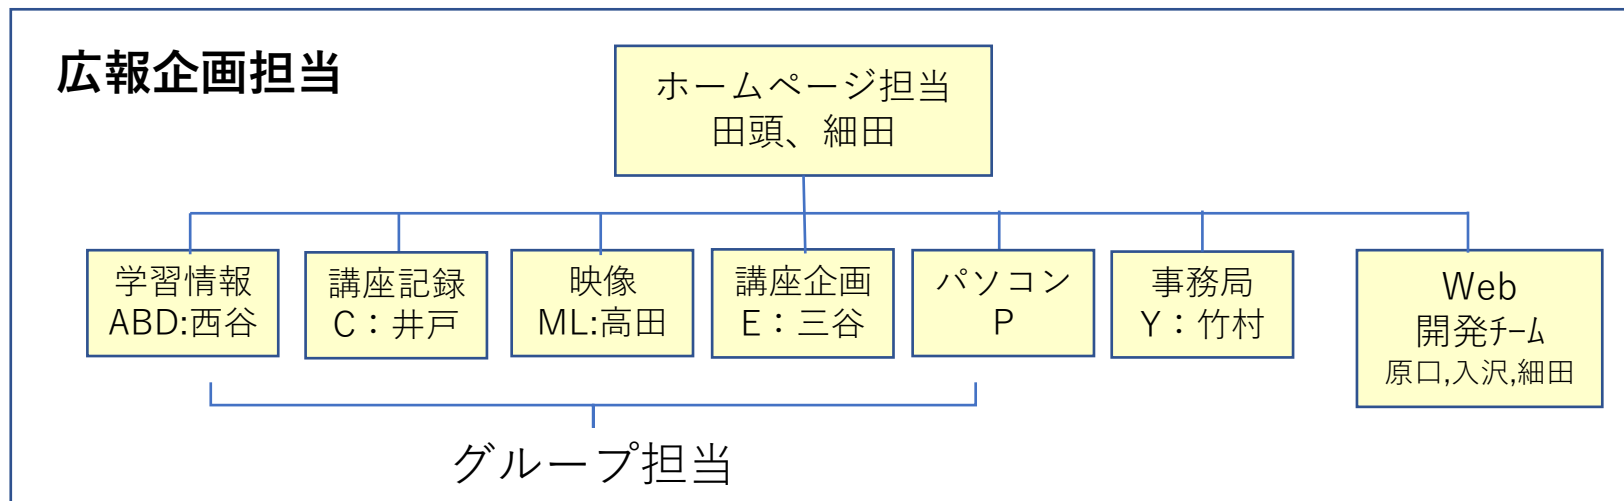 広報企画担当
ホームページ担当
田頭、細田
学習情報
ABD:西谷
講座記録
C：井戸
映像
ML:高田
講座企画
E：三谷
パソコン
P
事務局
Y：竹村
Web
開発ﾁｰﾑ
原口,入沢,細田
グループ担当